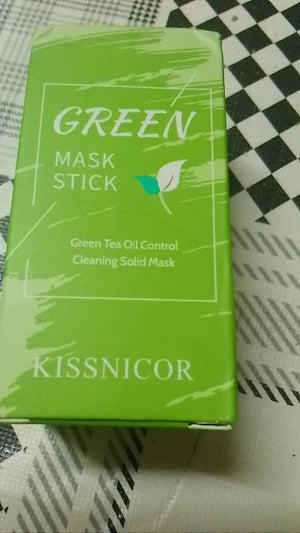 GREEN
MASK
STICK
Green Tea Oil Control
Cleaning Solid Mask
KISSNICOR